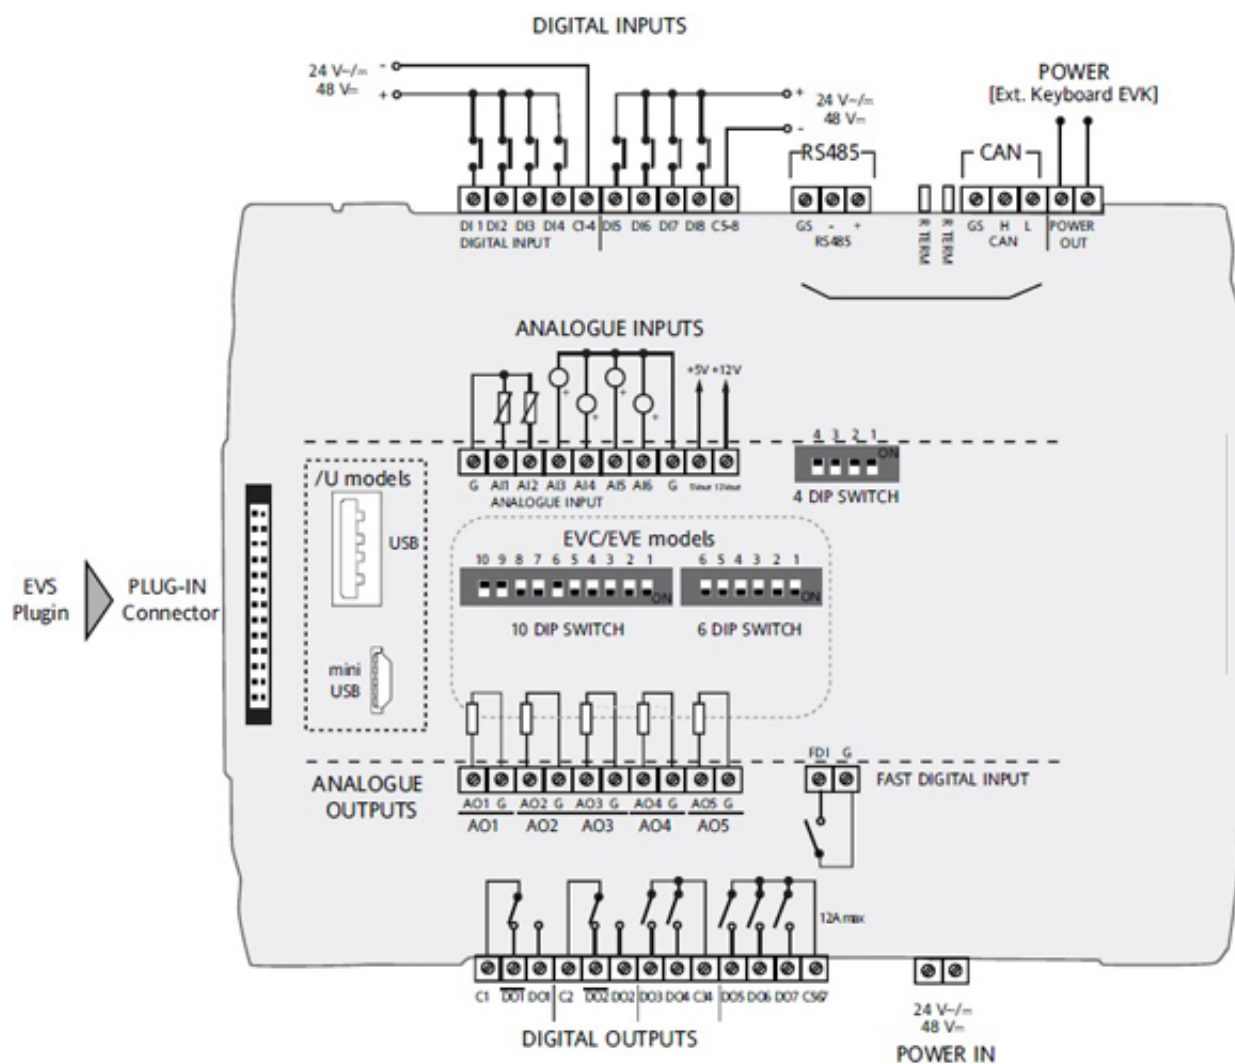 DIGITAL INPUTS
24 V~/⎓ -
48 V⎓ +
+ 24 V~/⎓
- 48 V⎓
POWER
[Ext. Keyboard EVK]
RS485
CAN
DI 1 DI2 DI3 DI4 C1-4 DI5 DI6 DI7 DI8 C5-8
DIGITAL INPUT
GS - +
RS485
R TERM
R TERM
GS H L
CAN
POWER
OUT
ANALOGUE INPUTS
+5V +12V
+ + + +
G AI1 AI2 AI3 AI4 AI5 AI6 G 5Vout 12Vout
ANALOGUE INPUT
4 3 2 1
ON
4 DIP SWITCH
/U models
USB
mini
USB
EVS
Plugin
PLUG-IN
Connector
EVC/EVE models
10 9 8 7 6 5 4 3 2 1
ON
10 DIP SWITCH
6 5 4 3 2 1
ON
6 DIP SWITCH
ANALOGUE
OUTPUTS
AO1 G AO2 G AO3 G AO4 G AO5 G
AO1 AO2 AO3 AO4 AO5
FDI G
FAST DIGITAL INPUT
12A max
C1 DO1 DO1 C2 DO2 DO2 DO3 DO4 C34 DO5 DO6 DO7 C567
DIGITAL OUTPUTS
24 V~/⎓
48 V⎓
POWER IN